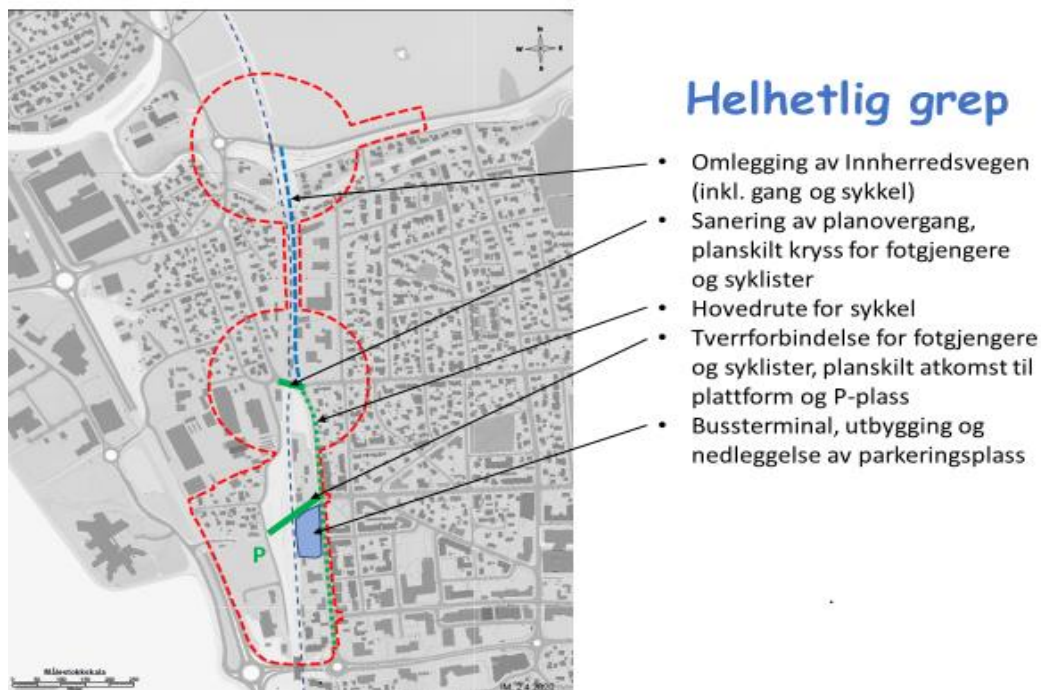 Helhetlig grep
• Omlegging av Innherredsvegen
(inkl. gang og sykkel)
• Sanering av planovergang,
planskilt kryss for fotgjengere
og syklister
• Hovedrute for sykkel
• Tverrforbindelse for fotgjengere
og syklister, planskilt atkomst til
plattform og P-plass
• Bussterminal, utbygging og
nedleggelse av parkeringsplass
N
W
E
S
P
Målestokkskala